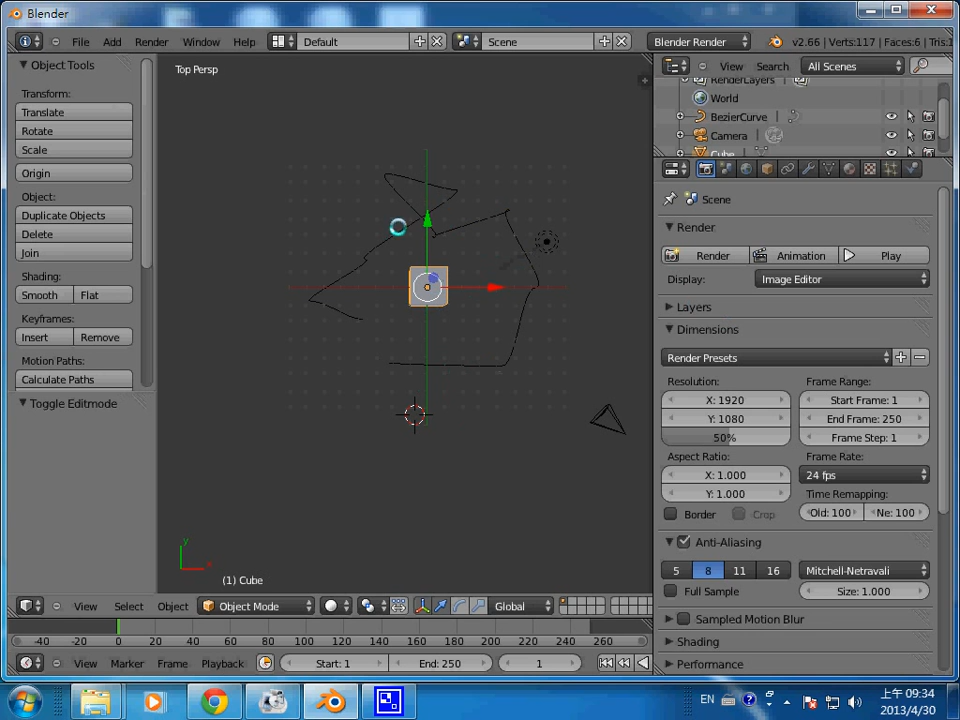 Blender
File Add Render Window Help Default Scene Blender Render v2.66 | Verts:117 | Faces:6 | Tris:1
Object Tools
Transform:
Translate
Rotate
Scale
Origin
Object:
Duplicate Objects
Delete
Join
Shading:
Smooth Flat
Keyframes:
Insert Remove
Motion Paths:
Calculate Paths
Toggle Editmode
Top Persp
y
x
(1) Cube
View Select Object Object Mode Global
-40 -20 0 20 40 60 80 100 120 140 160 180 200 220 240 260
View Marker Frame Playback Start: 1 End: 250 1
View Search All Scenes
RenderLayers
World
BezierCurve
Camera
Cube
Scene
Render
Render Animation Play
Display: Image Editor
Layers
Dimensions
Render Presets
Resolution: Frame Range:
X: 1920 Start Frame: 1
Y: 1080 End Frame: 250
50% Frame Step: 1
Aspect Ratio: Frame Rate:
X: 1.000 24 fps
Y: 1.000 Time Remapping:
Border Crop Old: 100 Ne: 100
Anti-Aliasing
5 8 11 16 Mitchell-Netravali
Full Sample Size: 1.000
Sampled Motion Blur
Shading
Performance
EN 上午 09:34
2013/4/30